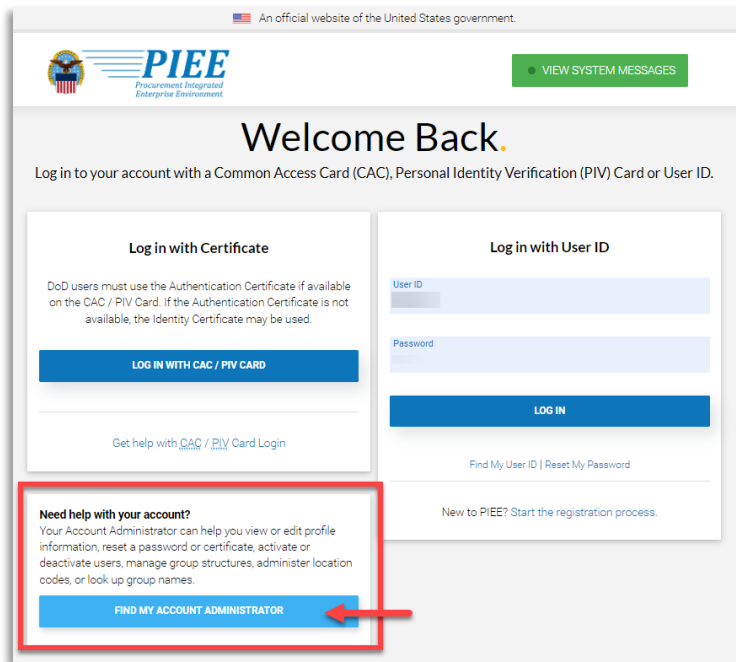 An official website of the United States government.
PIEE
Procurement Integrated
Enterprise Environment
VIEW SYSTEM MESSAGES
Welcome Back.
Log in to your account with a Common Access Card (CAC), Personal Identity Verification (PIV) Card or User ID.
Log in with Certificate
DoD users must use the Authentication Certificate if available
on the CAC / PIV Card. If the Authentication Certificate is not
available, the Identity Certificate may be used.
LOG IN WITH CAC / PIV CARD
Get help with CAC / PIV Card Login
Log in with User ID
User ID
Password
LOG IN
Find My User ID | Reset My Password
New to PIEE? Start the registration process.
Need help with your account?
Your Account Administrator can help you view or edit profile
information, reset a password or certificate, activate or
deactivate users, manage group structures, administer location
codes, or look up group names.
FIND MY ACCOUNT ADMINISTRATOR